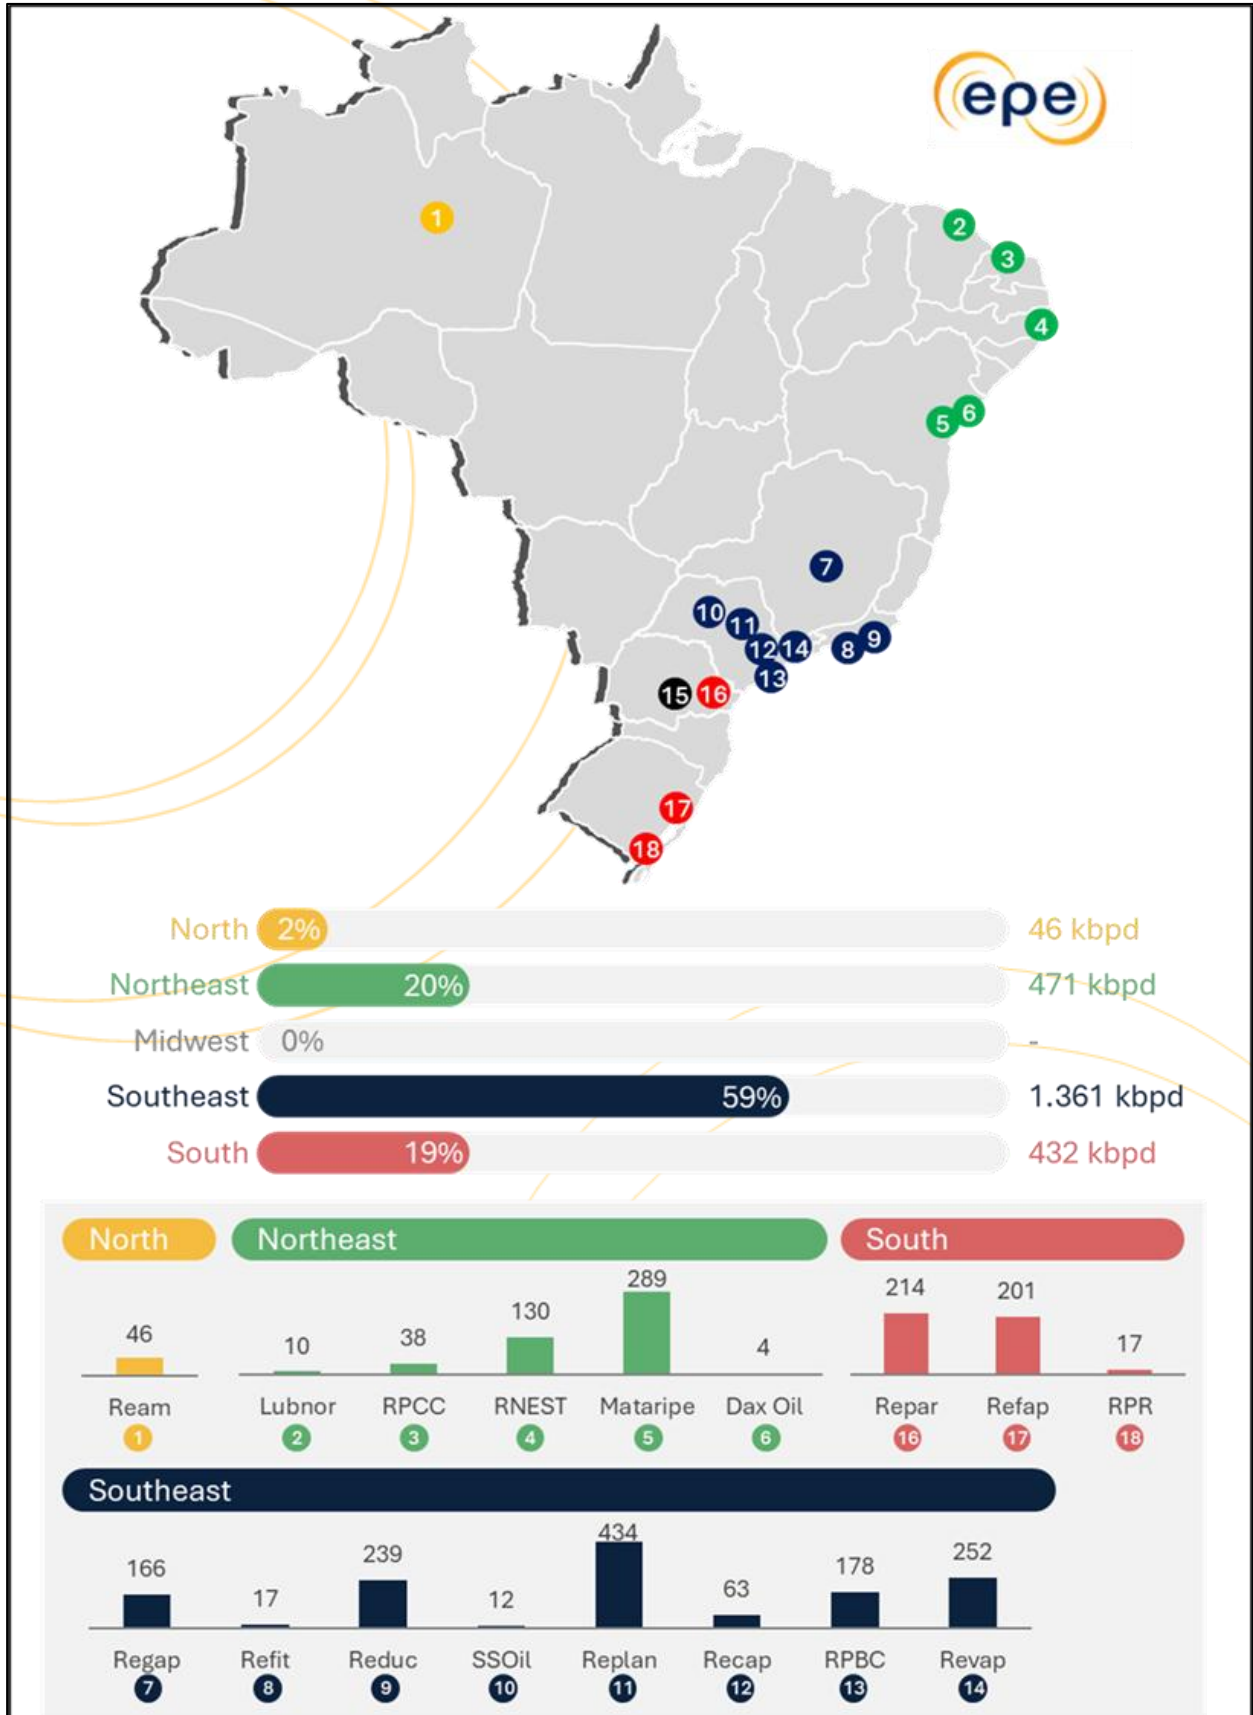 epe
1
2
3
4
5 6
7
10
11
12 14 8 9
13
15 16
17
18
North 2% 46 kbpd
Northeast 20% 471 kbpd
Midwest 0% -
Southeast 59% 1.361 kbpd
South 19% 432 kbpd
North Northeast South
46 10 38 130 289 4 214 201 17
Ream Lubnor RPCC RNEST Mataripe Dax Oil Repar Refap RPR
1 2 3 4 5 6 16 17 18
Southeast
166 17 239 12 434 63 178 252
Regap Refit Reduc SSOil Replan Recap RPBC Revap
7 8 9 10 11 12 13 14